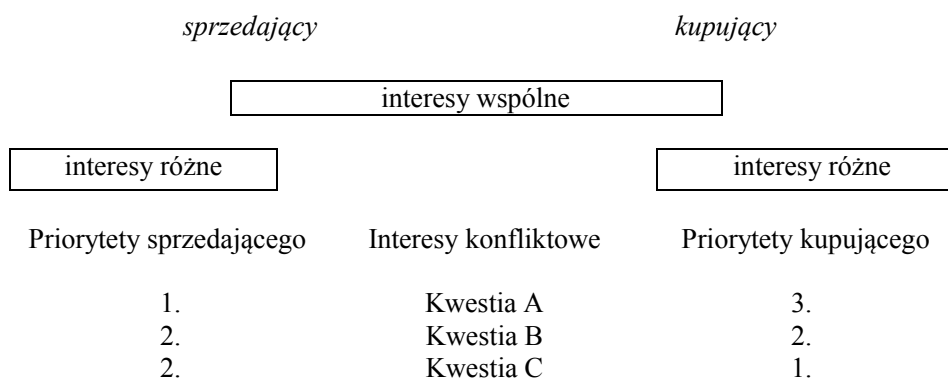 sprzedający kupujący
interesy wspólne
interesy różne interesy różne
Priorytety sprzedającego Interesy konfliktowe Priorytety kupującego
1. Kwestia A 3.
2. Kwestia B 2.
2. Kwestia C 1.